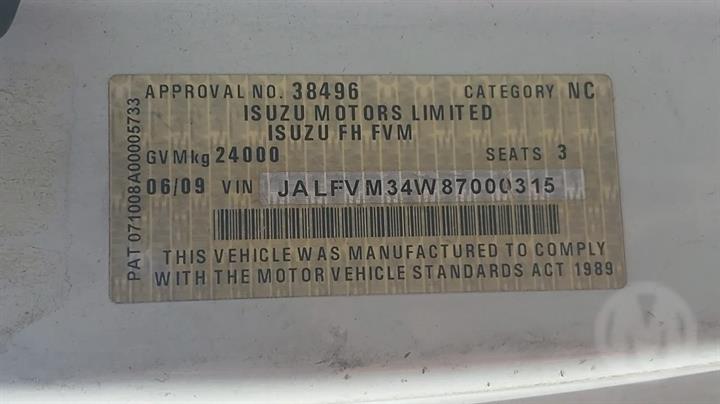 APPROVAL NO. 38496 CATEGORY NC
ISUZU MOTORS LIMITED
ISUZU FH FVM
GVMkg 24000 SEATS 3
06/09 VIN JALFVM34W87000315
THIS VEHICLE WAS MANUFACTURED TO COMPLY
WITH THE MOTOR VEHICLE STANDARDS ACT 1989
PAT 071008A00005733